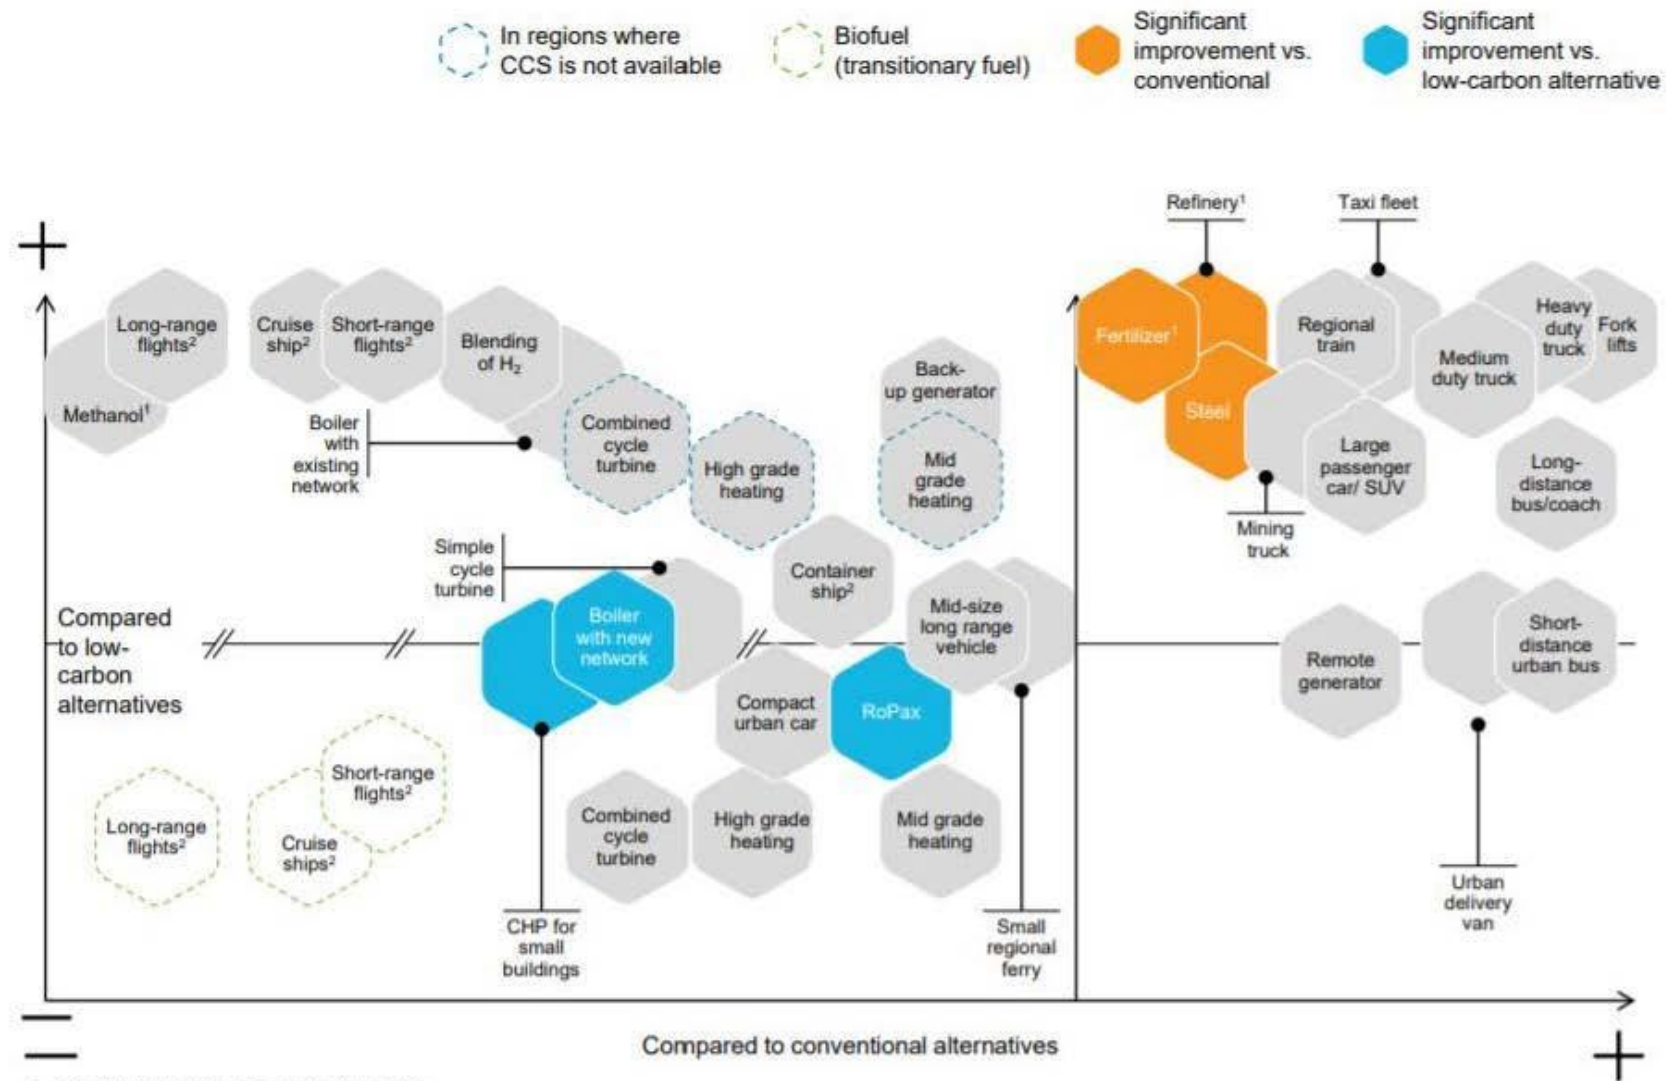 In regions where
CCS is not available
Biofuel
(transitionary fuel)
Significant
improvement vs.
conventional
Significant
improvement vs.
low-carbon alternative
Refinery¹
Taxi fleet
Long-range
flights²
Cruise
ship²
Short-range
flights²
Blending
of H₂
Methanol¹
Boiler
with
existing
network
Combined
cycle
turbine
High grade
heating
Back-
up generator
Mid
grade
heating
Fertilizer¹
Steel
Regional
train
Medium
duty truck
Heavy
duty
truck
Fork
lifts
Large
passenger
car/ SUV
Long-
distance
bus/coach
Mining
truck
Simple
cycle
turbine
Container
ship²
Compared
to low-
carbon
alternatives
Boiler
with new
network
Mid-size
long range
vehicle
Compact
urban car
RoPax
Remote
generator
Short-
distance
urban bus
Short-range
flights²
Long-range
flights²
Cruise
ships²
Combined
cycle
turbine
High grade
heating
Mid grade
heating
CHP for
small
buildings
Small
regional
ferry
Urban
delivery
van
Compared to conventional alternatives